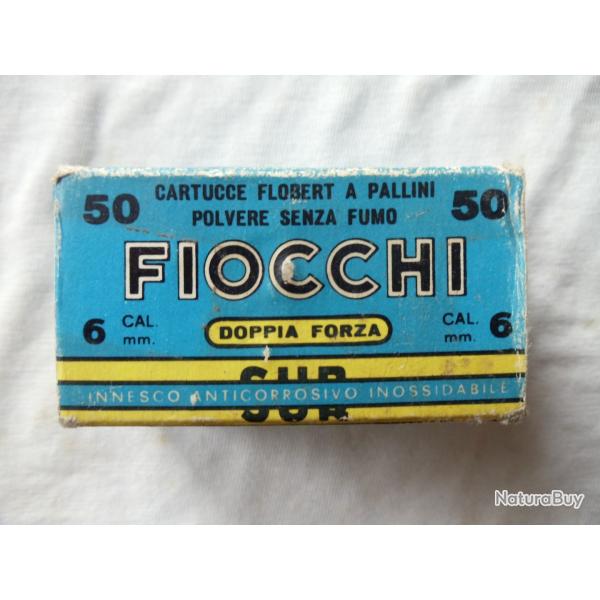 50 CARTUCCE FLOBERT A PALLINI 50
POLVERE SENZA FUMO
FIOCCHI
6 CAL. mm. DOPPIA FORZA CAL. mm. 6
INNESCO ANTICORROSIVO INOSSIDABILE
NaturaBuy